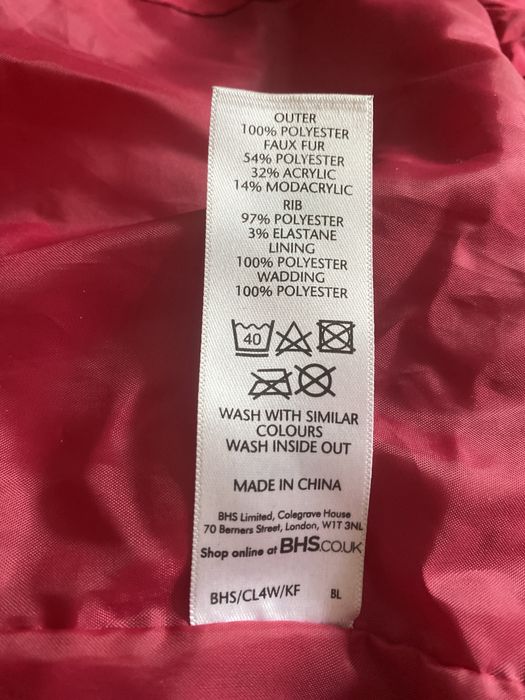 OUTER
100% POLYESTER
FAUX FUR
54% POLYESTER
32% ACRYLIC
14% MODACRYLIC
RIB
97% POLYESTER
3% ELASTANE
LINING
100% POLYESTER
WADDING
100% POLYESTER
40
WASH WITH SIMILAR
COLOURS
WASH INSIDE OUT
MADE IN CHINA
BHS Limited, Colegrave House
70 Berners Street, London, W1T 3NL
Shop online at BHS.CO.UK
BHS/CL4W/KF BL